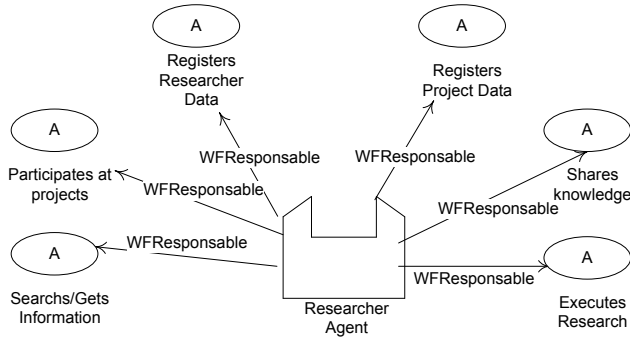 A
Registers
Researcher
Data
A
Registers
Project Data
A
Participates at
projects
A
Shares
knowledge
WFResponsable
WFResponsable
WFResponsable
WFResponsable
A
Searchs/Gets
Information
WFResponsable
WFResponsable
A
Executes
Research
Researcher
Agent